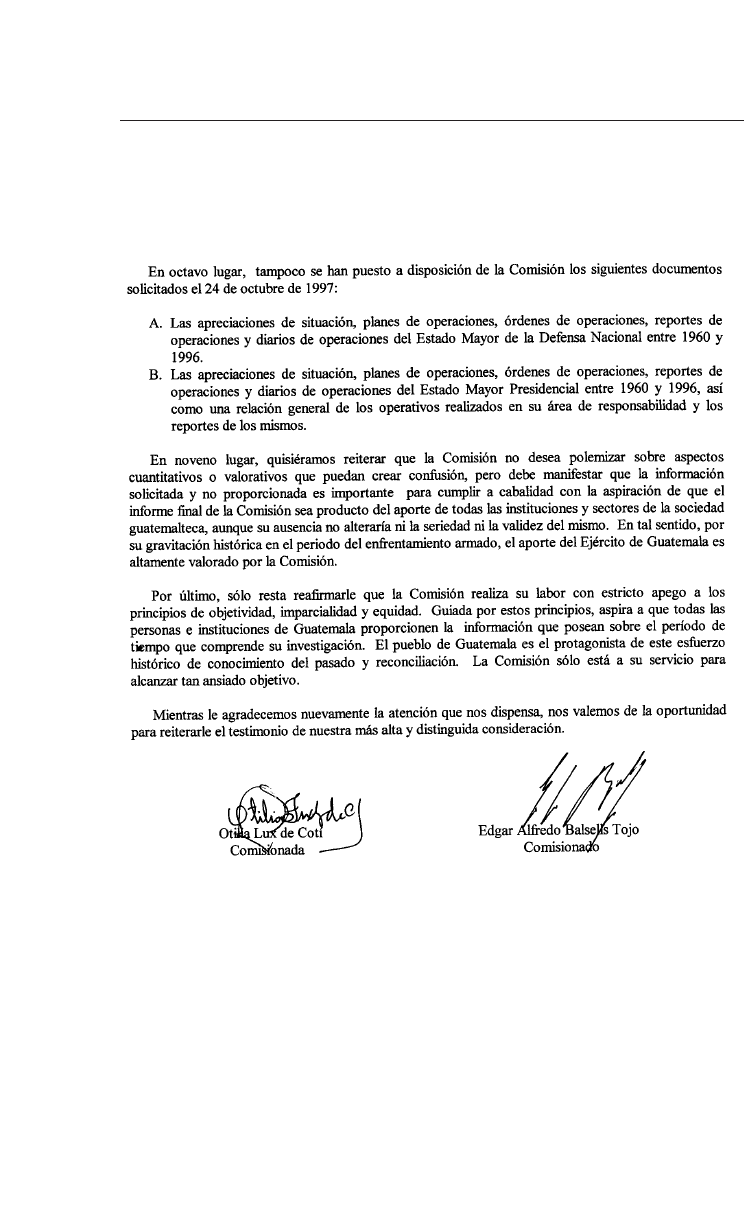 En octavo lugar, tampoco se han puesto a disposición de la Comisión los siguientes documentos
solicitados el 24 de octubre de 1997:
A. Las apreciaciones de situación, planes de operaciones, órdenes de operaciones, reportes de
operaciones y diarios de operaciones del Estado Mayor de la Defensa Nacional entre 1960 y
1996.
B. Las apreciaciones de situación, planes de operaciones, órdenes de operaciones, reportes de
operaciones y diarios de operaciones del Estado Mayor Presidencial entre 1960 y 1996, así
como una relación general de los operativos realizados en su área de responsabilidad y los
reportes de los mismos.
En noveno lugar, quisiéramos reiterar que la Comisión no desea polemizar sobre aspectos
cuantitativos o valorativos que puedan crear confusión, pero debe manifestar que la información
solicitada y no proporcionada es importante para cumplir a cabalidad con la aspiración de que el
informe final de la Comisión sea producto del aporte de todas las instituciones y sectores de la sociedad
guatemalteca, aunque su ausencia no alteraría ni la seriedad ni la validez del mismo. En tal sentido, por
su gravitación histórica en el periodo del enfrentamiento armado, el aporte del Ejército de Guatemala es
altamente valorado por la Comisión.
Por último, sólo resta reafirmarle que la Comisión realiza su labor con estricto apego a los
principios de objetividad, imparcialidad y equidad. Guiada por estos principios, aspira a que todas las
personas e instituciones de Guatemala proporcionen la información que posean sobre el período de
tiempo que comprende su investigación. El pueblo de Guatemala es el protagonista de este esfuerzo
histórico de conocimiento del pasado y reconciliación. La Comisión sólo está a su servicio para
alcanzar tan ansiado objetivo.
Mientras le agradecemos nuevamente la atención que nos dispensa, nos valemos de la oportunidad
para reiterarle el testimonio de nuestra más alta y distinguida consideración.
Otilia Lux de Cotí
Comisionada
Edgar Alfredo Balsells Tojo
Comisionado